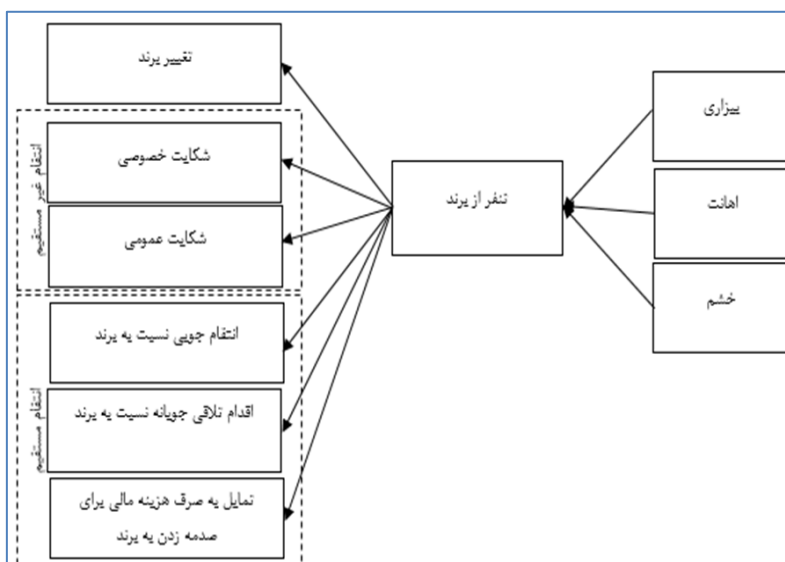 بیزاری
اهانت
خشم
تنفر از برند
تغییر برند
انتقام غیر مستقیم
شکایت خصوصی
شکایت عمومی
انتقام مستقیم
انتقام جویی نسبت به برند
اقدام تلاقی جویانه نسبت به برند
تمایل به صرف هزینه مالی برای
صدمه زدن به برند